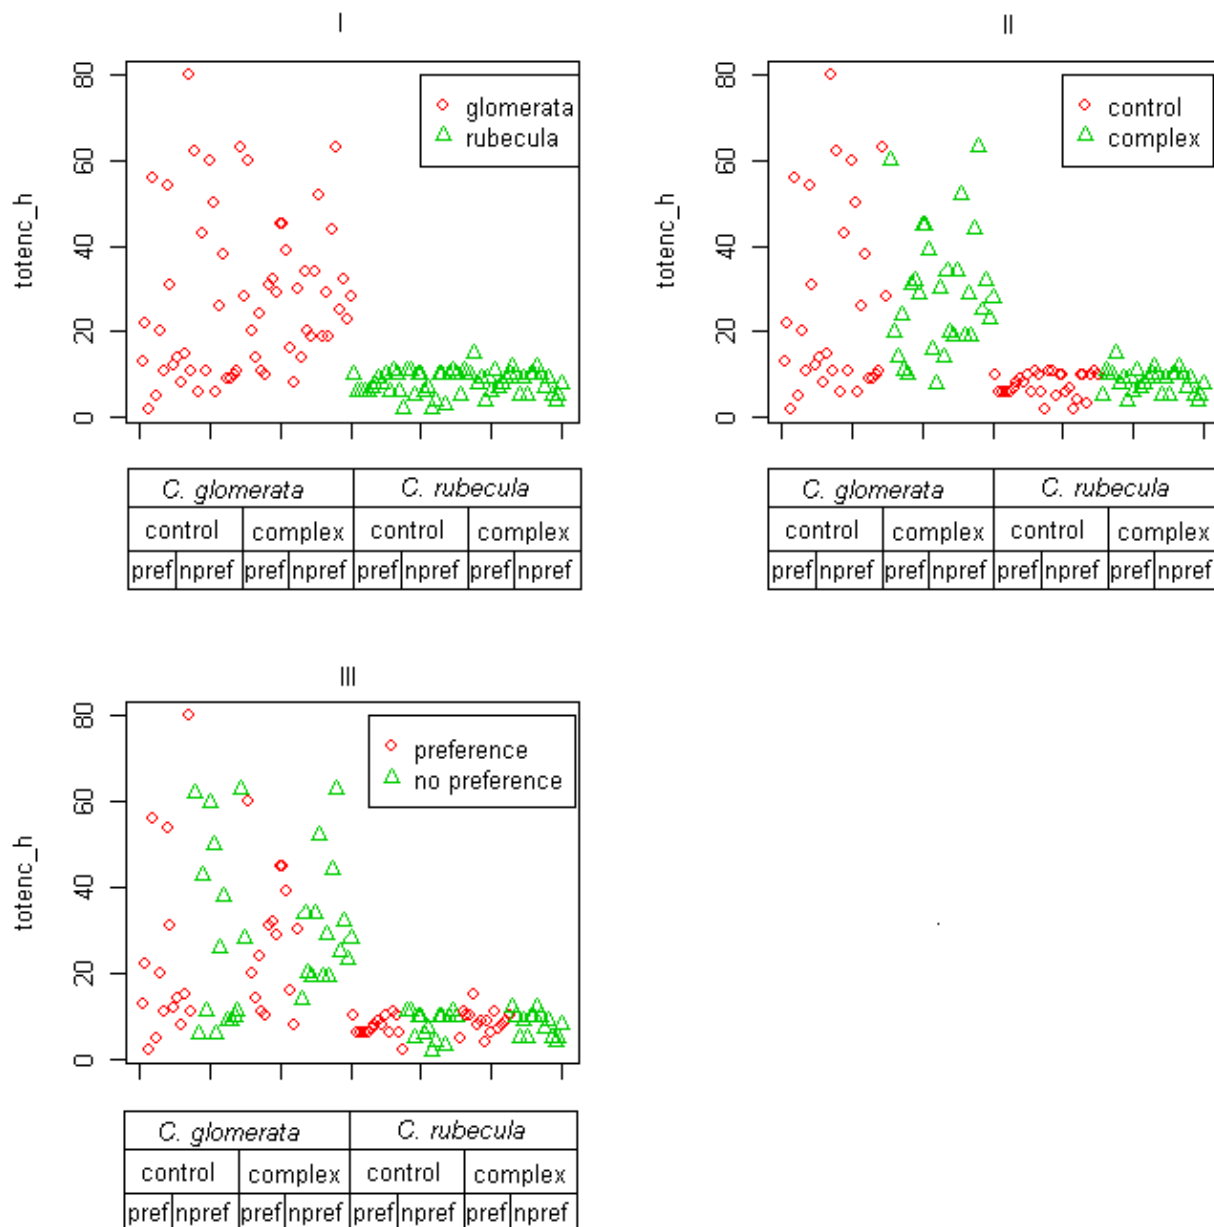 I
totenc_h
80
60
40
20
0
glomerata
rubecula
C. glomerata C. rubecula
control complex control complex
pref npref pref npref pref npref pref npref
II
totenc_h
80
60
40
20
0
control
complex
C. glomerata C. rubecula
control complex control complex
pref npref pref npref pref npref pref npref
III
totenc_h
80
60
40
20
0
preference
no preference
C. glomerata C. rubecula
control complex control complex
pref npref pref npref pref npref pref npref